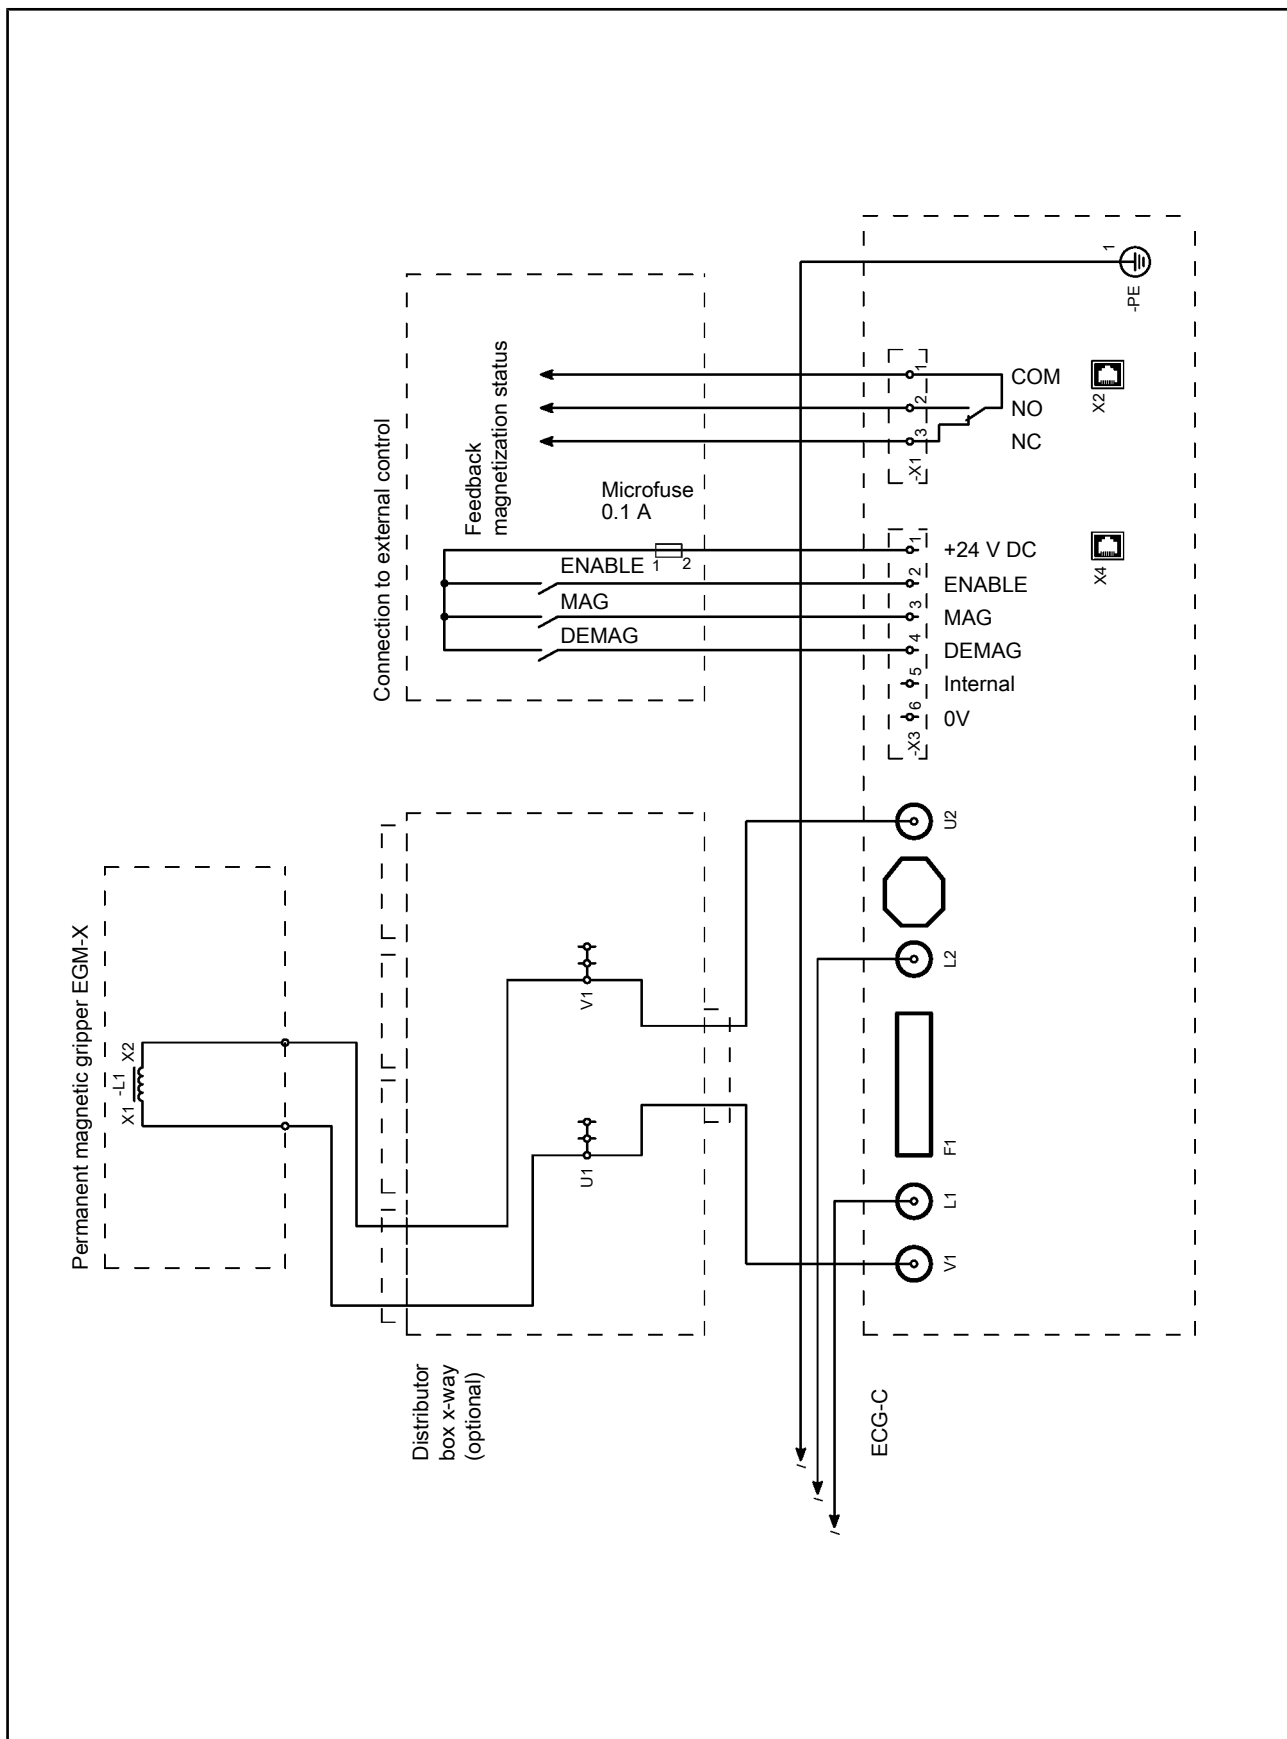 Permanent magnetic gripper EGM-X
X1
-L1
X2
Connection to external control
Feedback
magnetization status
Microfuse
0.1 A
1
2
ENABLE
MAG
DEMAG
-PE
1
-X1
1
2
3
COM
NO
NC
X2
-X3
1
2
3
4
5
6
+24 V DC
ENABLE
MAG
DEMAG
Internal
0V
X4
V1
U1
Distributor
box x-way
(optional)
U2
L2
F1
L1
V1
ECG-C
/
/
/